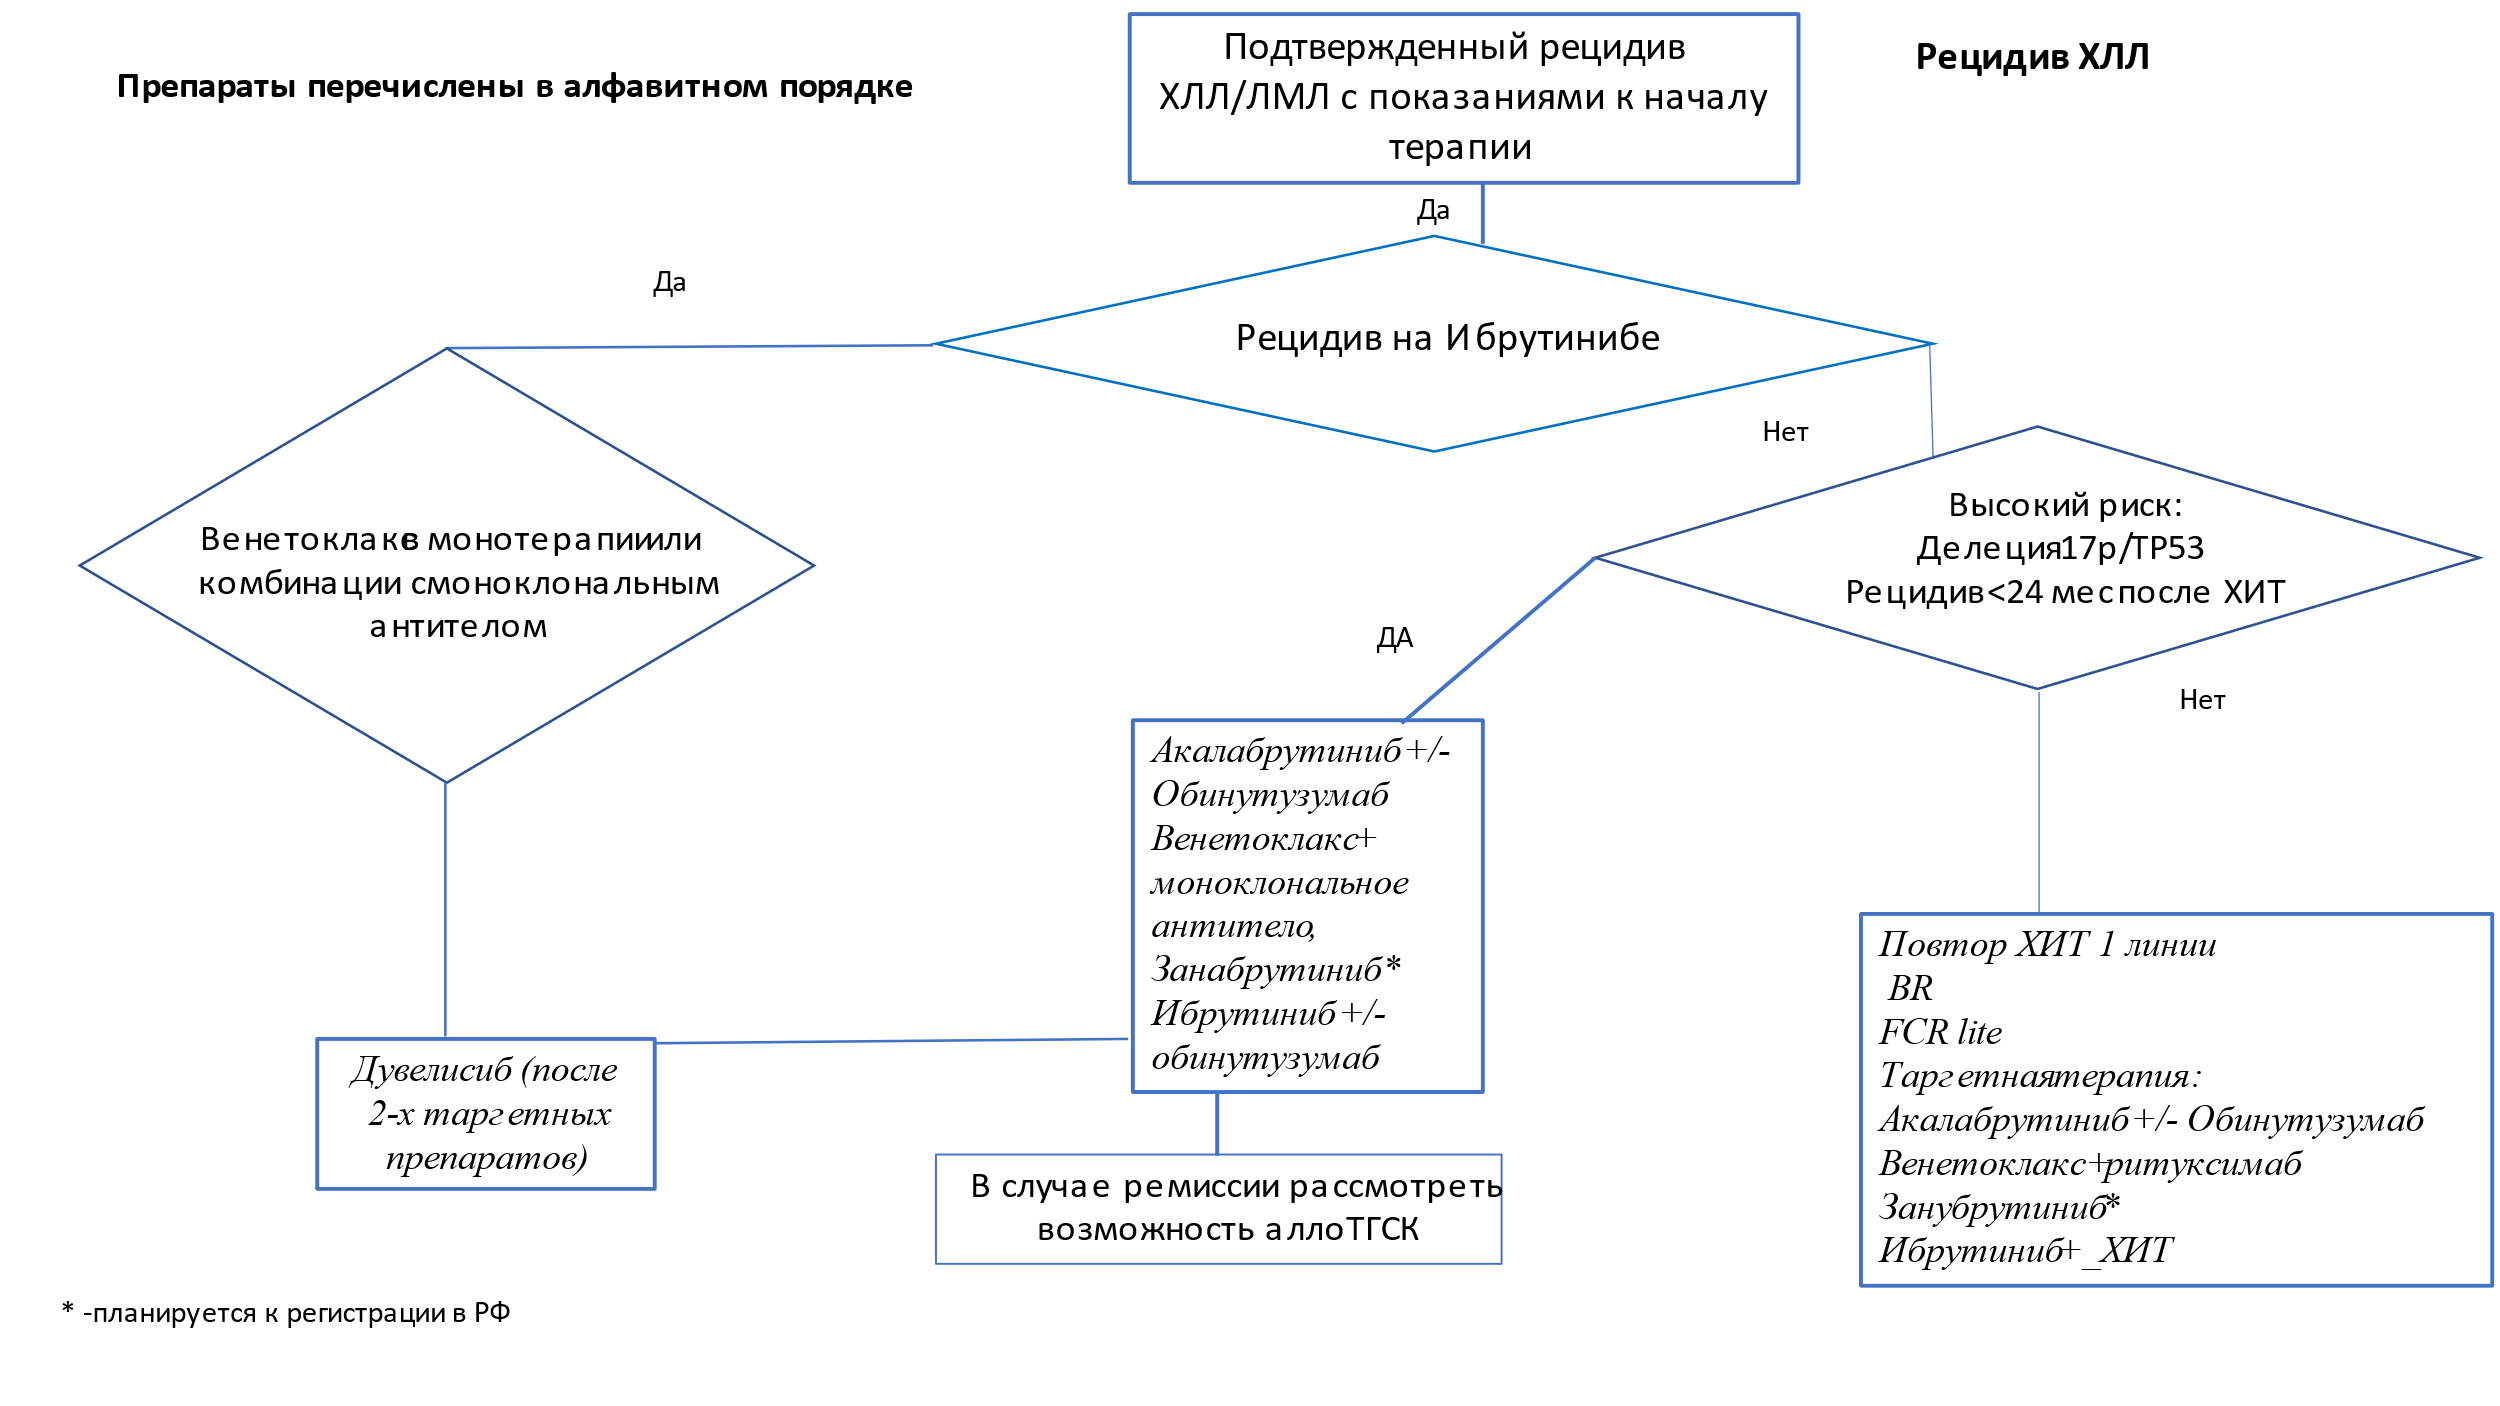 Препараты перечислены в алфавитном порядке
Подтвержденный рецидив
ХЛЛ/ЛМЛ с показаниями к началу
терапии
Рецидив ХЛЛ
Да
Да
Рецидив на Ибрутинибе
Нет
Венетоклакс в монотерапии или
комбинации с моноклональным
антителом
Высокий риск:
Делеция 17p/TP53
Рецидив <24 мес после ХИТ
ДА
Нет
Акалабрутиниб +/-
Обинутузумаб
Венетоклакс+
моноклональное
антитело,
Занабрутиниб*
Ибрутиниб +/-
обинутузумаб
Повтор ХИТ 1 линии
BR
FCR lite
Таргетная терапия:
Акалабрутиниб +/- Обинутузумаб
Венетоклакс+ритуксимаб
Занубрутиниб*
Ибрутиниб+_ХИТ
Дувелисиб (после
2-х таргетных
препаратов)
В случае ремиссии рассмотреть
возможность аллоТГСК
* -планируется к регистрации в РФ